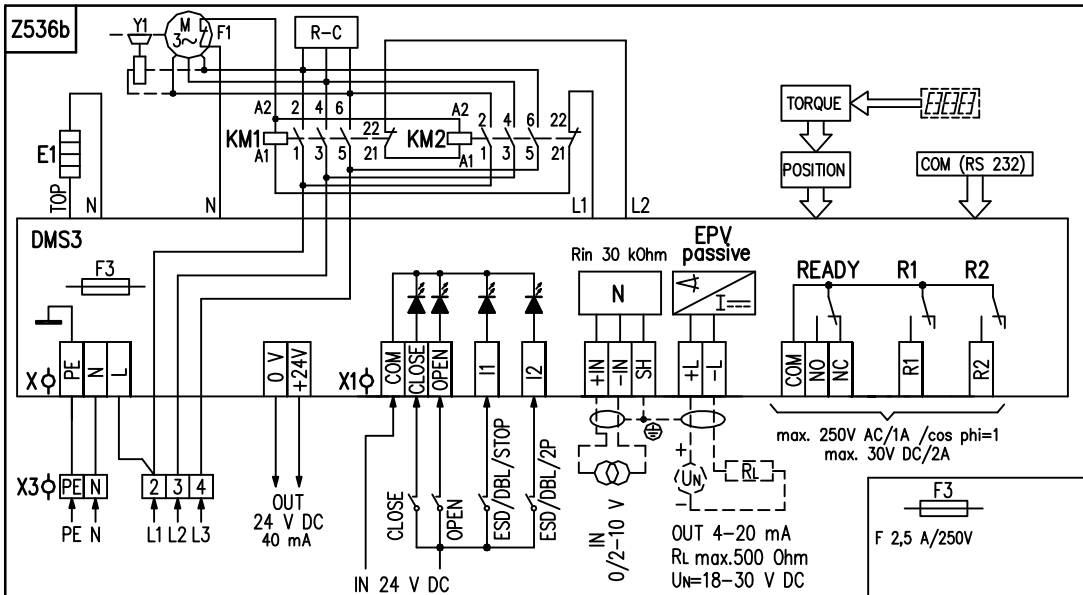 Z536b
Y1
M
3~
F1
R-C
TORQUE
8.8.8.8.
E1
A2 2 4 6
22
A2 2 4 6 22
KM1
KM2
A1 1 3 5
21
A1 1 3 5 21
POSITION
COM (RS 232)
TOP
N
N
L1
L2
DMS3
F3
Rin 30 kOhm
EPV
passive
N
I
READY R1 R2
X
PE
N
L
0 V
+24V
X1
COM
CLOSE
OPEN
I1
I2
+IN
-IN
SH
+L
-L
COM
NO
NC
R1
R2
max. 250V AC/1A /cos phi=1
max. 30V DC/2A
X3
PE N
2 3 4
PE N
L1 L2 L3
OUT
24 V DC
40 mA
CLOSE
OPEN
ESD/DBL/STOP
ESD/DBL/2P
IN 24 V DC
IN
0/2-10 V
+
UN
-
RL
OUT 4-20 mA
RL max.500 Ohm
UN=18-30 V DC
F3
F 2,5 A/250V